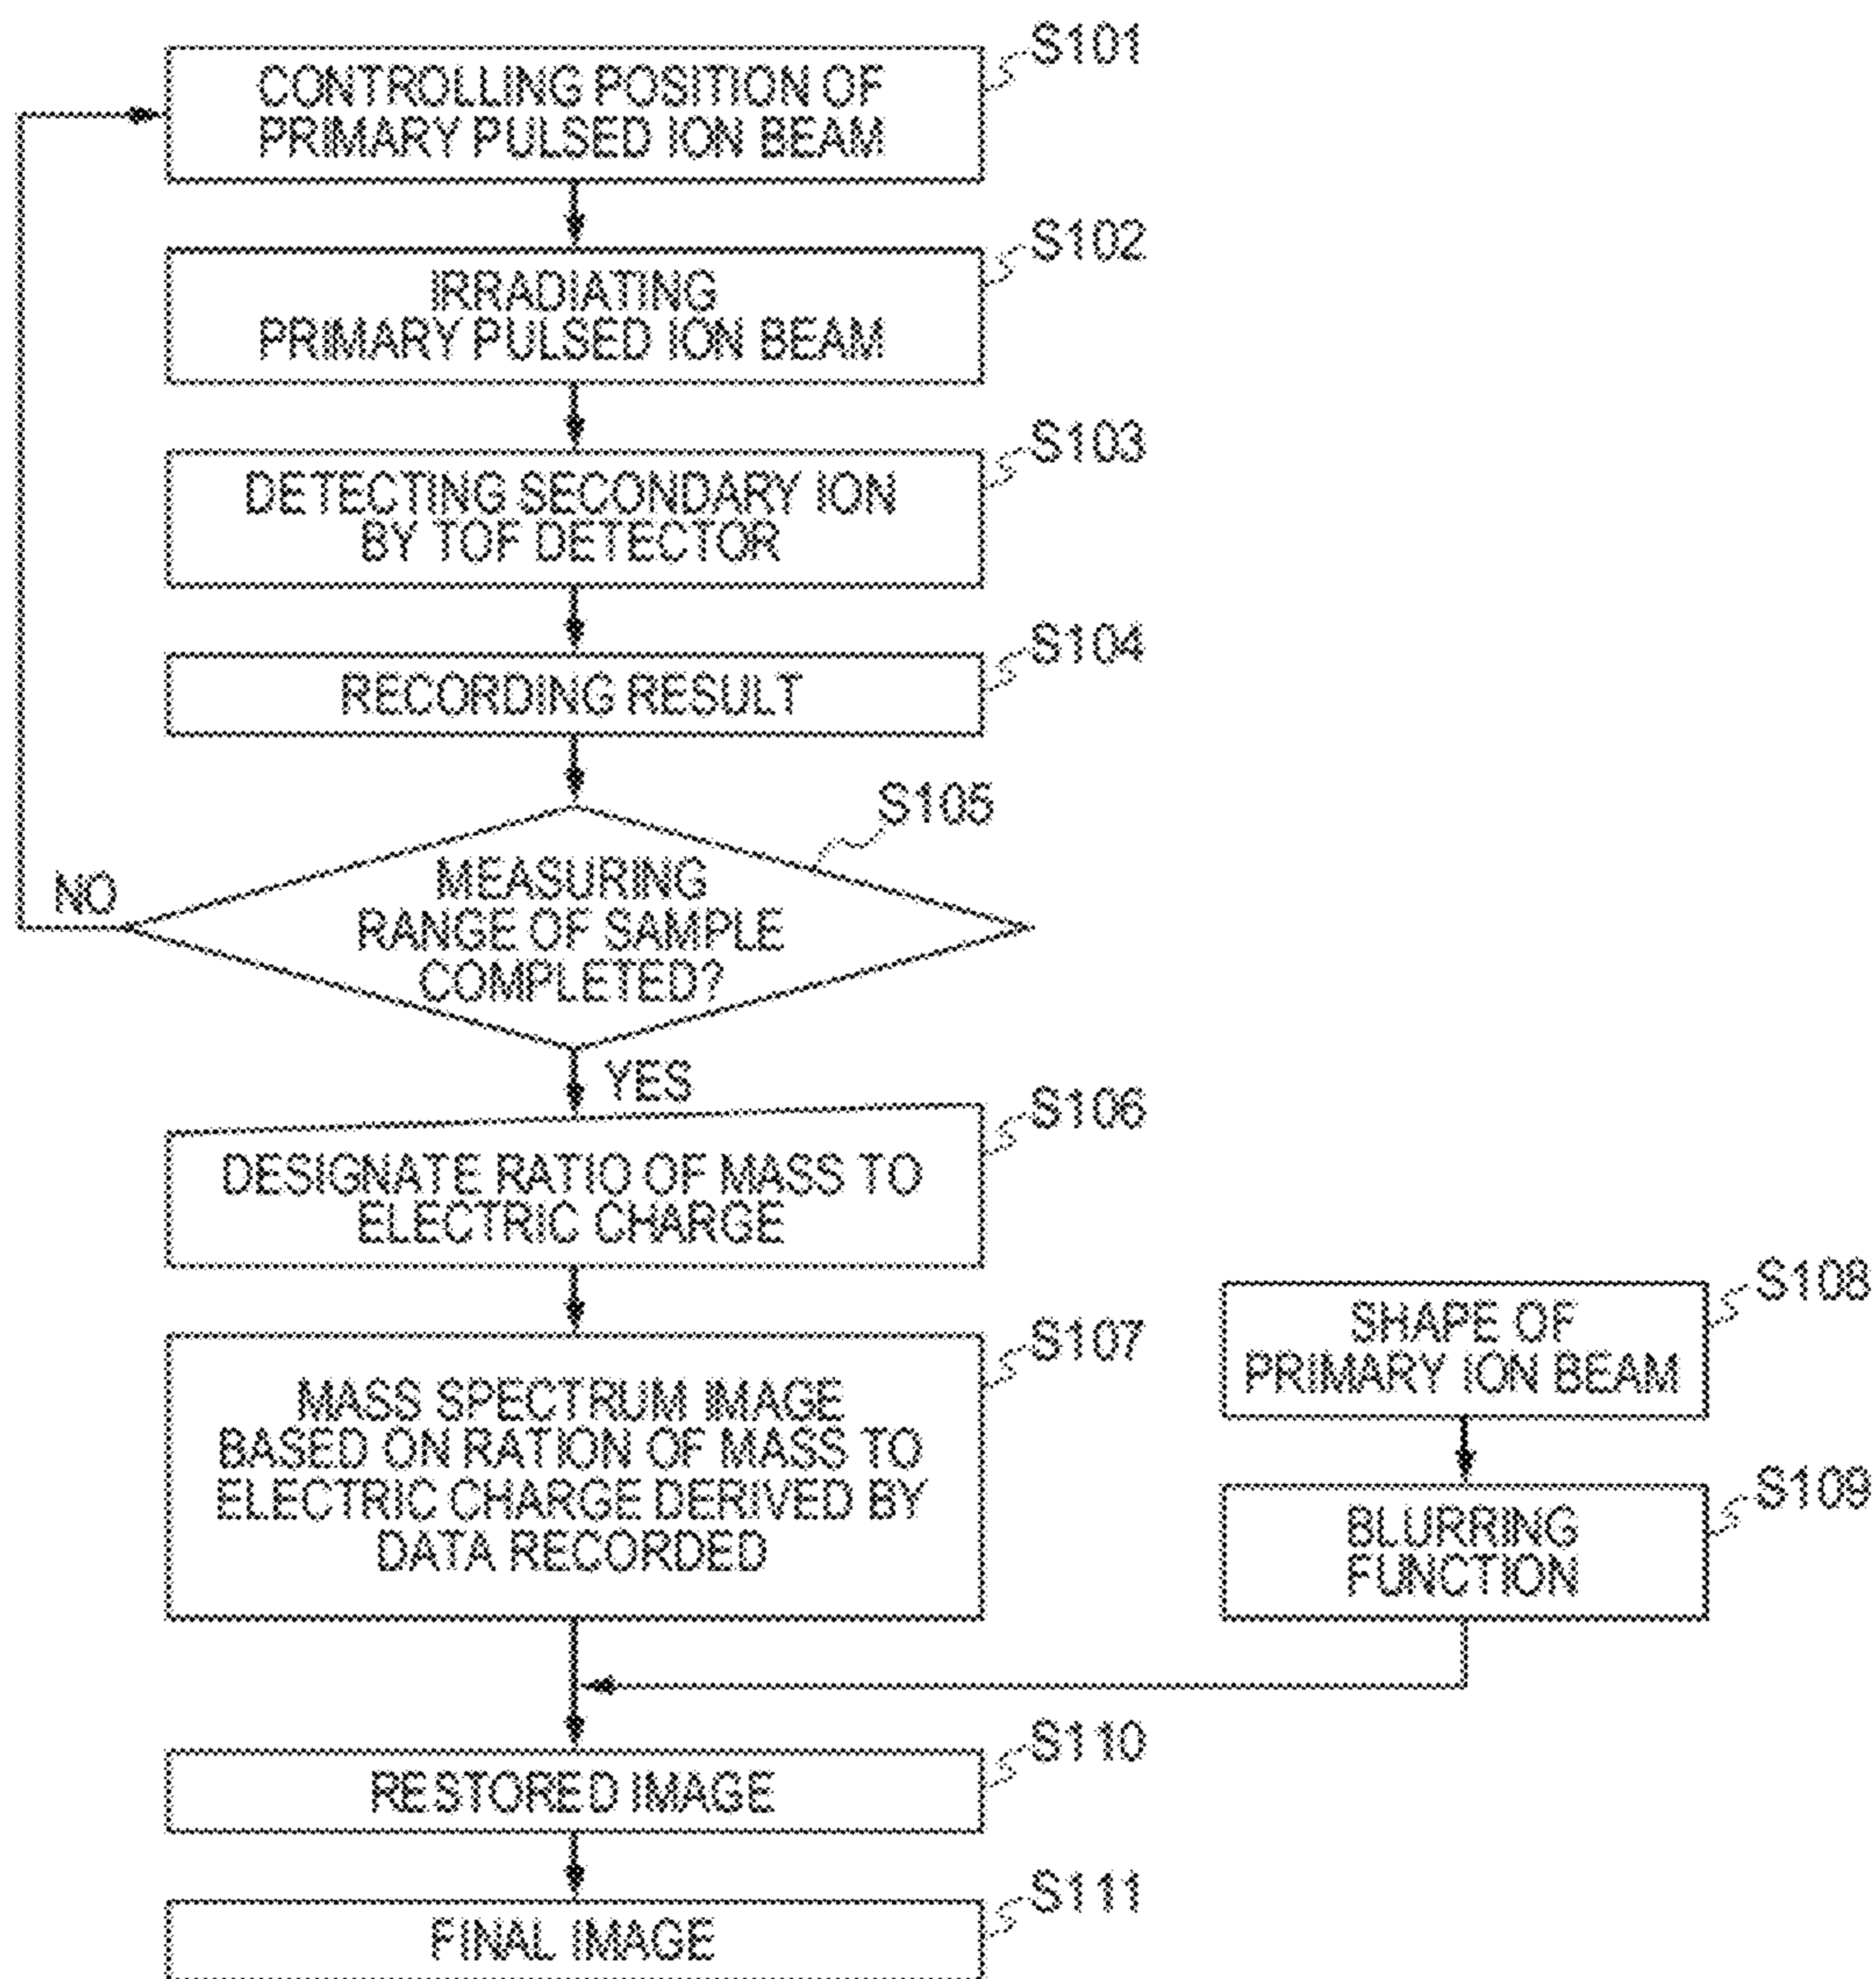 S101
CONTROLLING POSITION OF
PRIMARY PULSED ION BEAM
S102
IRRADIATING
PRIMARY PULSED ION BEAM
S103
DETECTING SECONDARY ION
BY TOF DETECTOR
S104
RECORDING RESULT
S105
MEASURING
RANGE OF SAMPLE
COMPLETED?
NO
YES
S106
DESIGNATE RATIO OF MASS TO
ELECTRIC CHARGE
S107
MASS SPECTRUM IMAGE
BASED ON RATION OF MASS TO
ELECTRIC CHARGE DERIVED BY
DATA RECORDED
S108
SHAPE OF
PRIMARY ION BEAM
S109
BLURRING
FUNCTION
S110
RESTORED IMAGE
S111
FINAL IMAGE